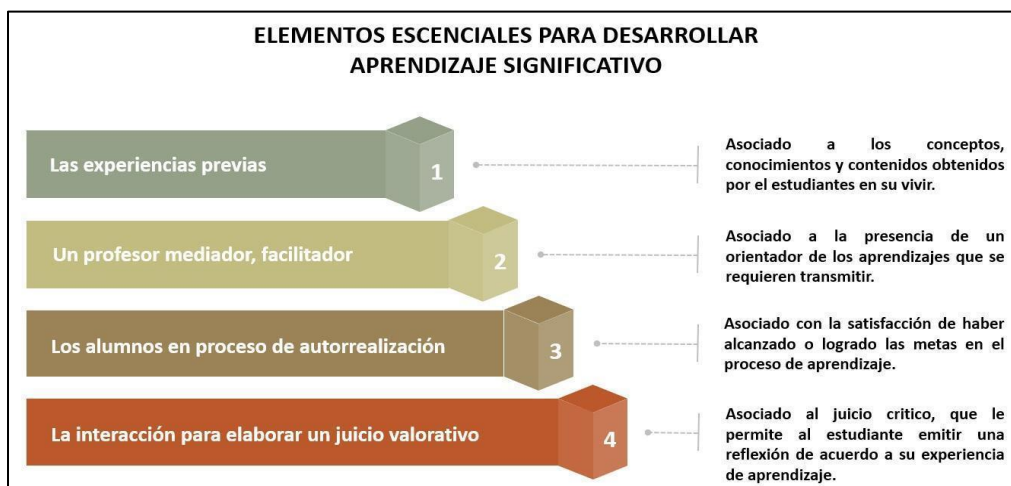 ELEMENTOS ESCENCIALES PARA DESARROLLAR
APRENDIZAJE SIGNIFICATIVO
Las experiencias previas
1
Asociado a los conceptos,
conocimientos y contenidos obtenidos
por el estudiantes en su vivir.
Un profesor mediador, facilitador
2
Asociado a la presencia de un
orientador de los aprendizajes que se
requieren transmitir.
Los alumnos en proceso de autorrealización
3
Asociado con la satisfacción de haber
alcanzado o logrado las metas en el
proceso de aprendizaje.
La interacción para elaborar un juicio valorativo
4
Asociado al juicio critico, que le
permite al estudiante emitir una
reflexión de acuerdo a su experiencia
de aprendizaje.